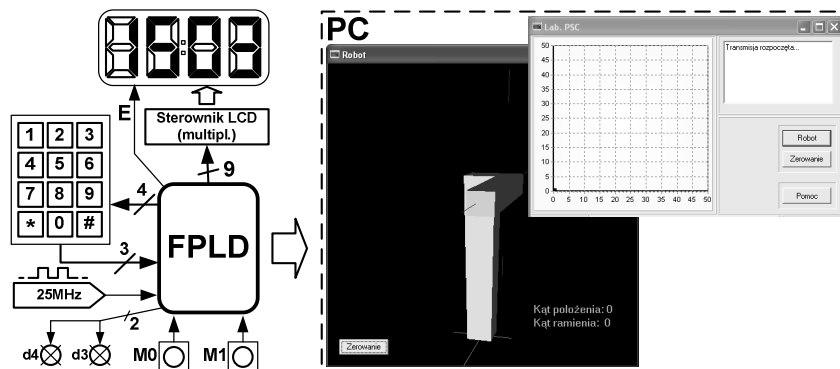 E
Sterownik LCD
(multipl.)
9
1 2 3
4 5 6
7 8 9
* 0 #
4
3
FPLD
25MHz
2
d4 d3 M0 M1
PC
Robot
Kąt położenia: 0
Kąt ramienia: 0
Zerowanie
Lab. PSC
50
45
40
35
30
25
20
15
10
5
0
0 5 10 15 20 25 30 35 40 45 50
Transmisja rozpoczęta...
Robot
Zerowanie
Pomoc